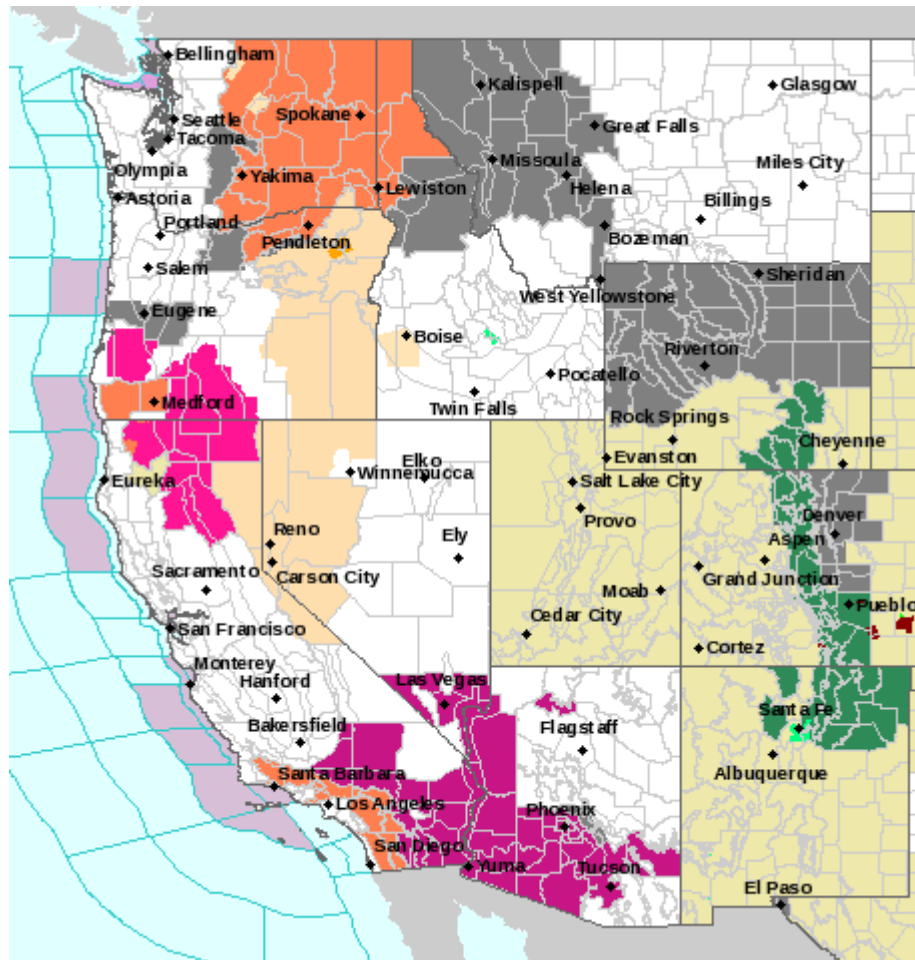 Bellingham
Kalispell
Glasgow
Spokane
Seattle
Great Falls
Tacoma
Missoula
Miles City
Olympia
Yakima
Helena
Lewiston
Astoria
Billings
Portland
Pendleton
Bozeman
Salem
Sheridan
West Yellowstone
Eugene
Boise
Riverton
Pocatello
Medford
Twin Falls
Rock Springs
Cheyenne
Evanston
Elko
Winnemucca
Eureka
Salt Lake City
Provo
Denver
Reno
Ely
Aspen
Sacramento
Carson City
Grand Junction
Moab
Pueblo
Cedar City
San Francisco
Cortez
Monterey
Hanford
Las Vegas
Santa Fe
Bakersfield
Flagstaff
Albuquerque
Santa Barbara
Los Angeles
Phoenix
San Diego
Yuma
Tucson
El Paso